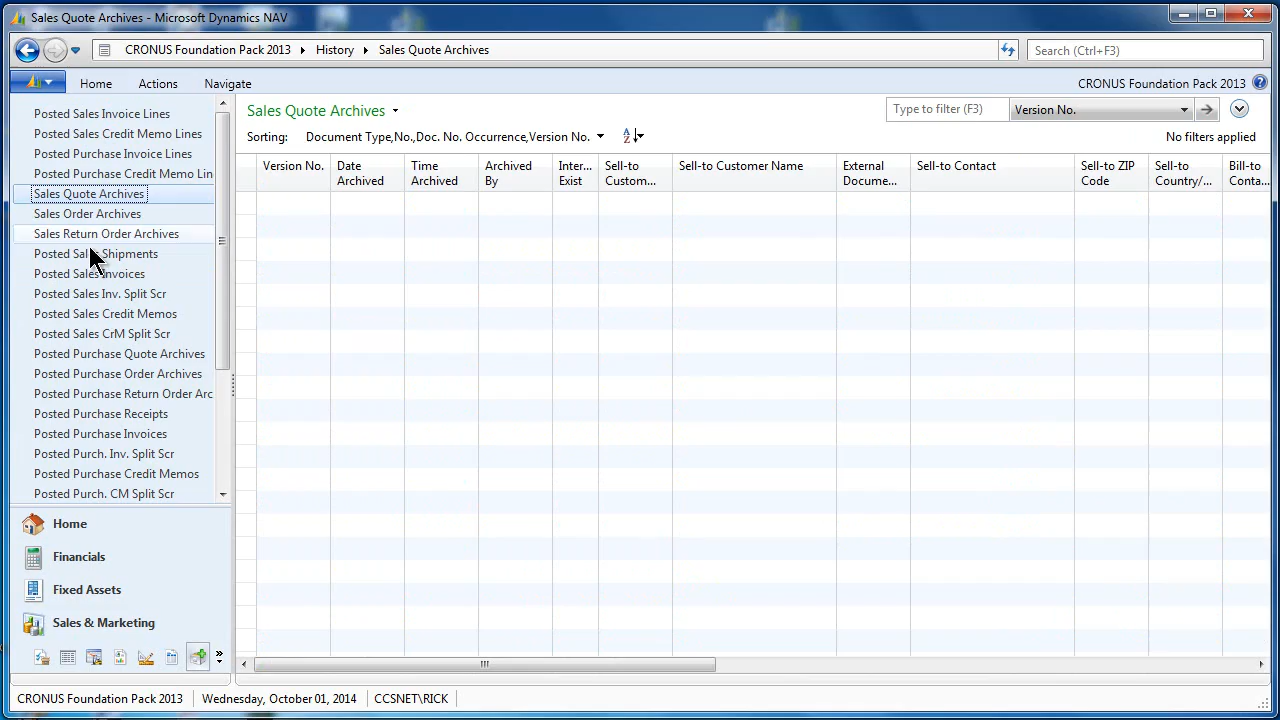 Sales Quote Archives - Microsoft Dynamics NAV
CRONUS Foundation Pack 2013 History Sales Quote Archives
Search (Ctrl+F3)
Home Actions Navigate
CRONUS Foundation Pack 2013
Posted Sales Invoice Lines
Posted Sales Credit Memo Lines
Posted Purchase Invoice Lines
Posted Purchase Credit Memo Lin
Sales Quote Archives
Sales Order Archives
Sales Return Order Archives
Posted Sales Shipments
Posted Sales Invoices
Posted Sales Inv. Split Scr
Posted Sales Credit Memos
Posted Sales CrM Split Scr
Posted Purchase Quote Archives
Posted Purchase Order Archives
Posted Purchase Return Order Arc
Posted Purchase Receipts
Posted Purchase Invoices
Posted Purch. Inv. Split Scr
Posted Purchase Credit Memos
Posted Purch. CM Split Scr
Home
Financials
Fixed Assets
Sales & Marketing
Sales Quote Archives
Type to filter (F3) Version No.
Sorting: Document Type,No.,Doc. No. Occurrence,Version No.
No filters applied
Version No. Date Time Archived Inter... Sell-to Sell-to Customer Name External Sell-to Contact Sell-to ZIP Sell-to Bill-to
Archived Archived By Exist Custom... Docume... Code Country/... Conta...
CRONUS Foundation Pack 2013 Wednesday, October 01, 2014 CCSNET\RICK